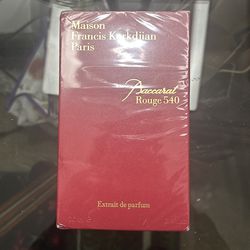 Maison
Francis Kurkdjian
Paris
Baccarat
Rouge 540
Extrait de parfum